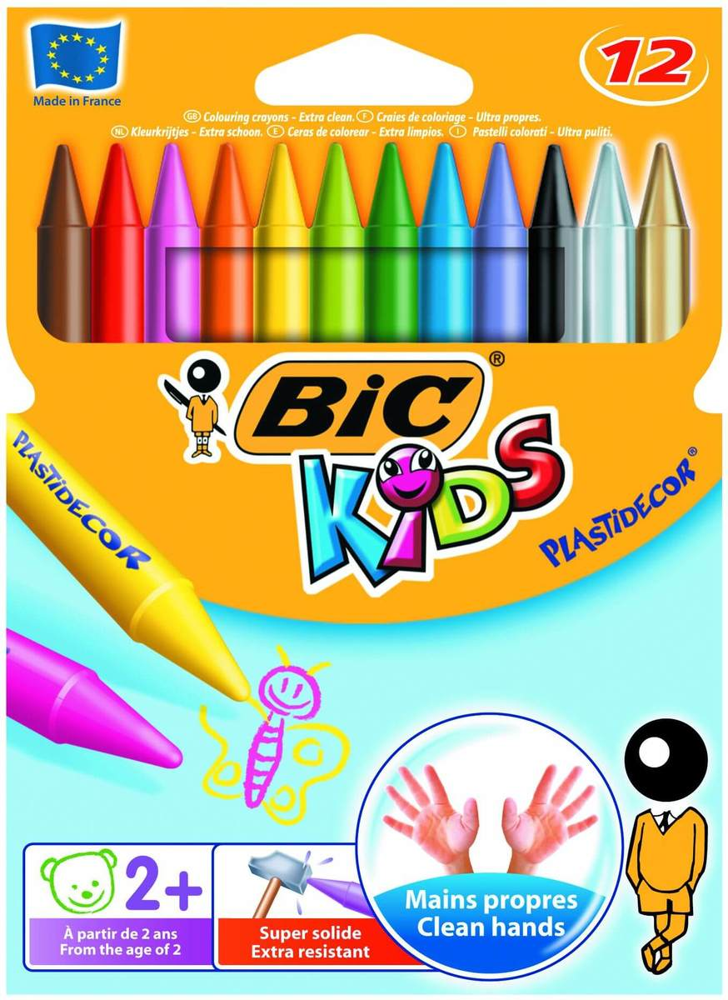 12
Made in France
GB Colouring crayons - Extra clean. F Craies de coloriage - Ultra propres.
NL Kleurkrijtjes - Extra schoon. E Ceras de colorear - Extra limpios. I Pastelli colorati - Ultra puliti.
BiC®
KiDS
PLASTiDECOR
PLASTiDECOR®
2+
À partir de 2 ans
From the age of 2
Super solide
Extra resistant
Mains propres
Clean hands